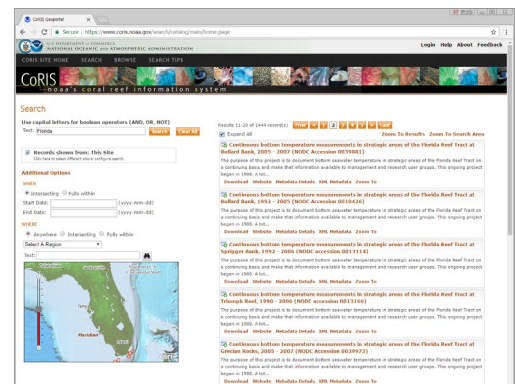 CoRIS Geoportal
Secure https://www.coris.noaa.gov/search/catalog/main/home.page
U.S. DEPARTMENT OF COMMERCE
NATIONAL OCEANIC AND ATMOSPHERIC ADMINISTRATION
Login Help About Feedback
CORIS SITE HOME SEARCH BROWSE SEARCH TIPS
CoRIS
noaa's coral reef information system
Search
Use capital letters for boolean operators (AND, OR, NOT)
Text: Florida Search Clear All
Records shown from: This Site
Click here to select different site or configure search.
Additional Options
WHEN
Intersecting Fully within
Start Date: (yyyy-mm-dd)
End Date: (yyyy-mm-dd)
WHERE
Anywhere Intersecting Fully within
Select A Region
Text:
Florida
Results 11-20 of 1444 record(s) First < 1 2 3 4 5 > Last
Expand All Zoom To Results Zoom To Search Area
Continuous bottom temperature measurements in strategic areas of the Florida Reef Tract at
Bullard Bank, 2005 - 2007 (NODC Accession 0039881)
The purpose of this project is to document bottom seawater temperature in strategic areas of the Florida Reef Tract on
a continuing basis and make that information available to management and research user groups. This ongoing project
began in 1988. A tot...
Download Website Metadata Details XML Metadata Zoom To
Continuous bottom temperature measurements in strategic areas of the Florida Reef Tract at
Bullard Bank, 1992 - 2005 (NODC Accession 0010426)
The purpose of this project is to document bottom seawater temperature in strategic areas of the Florida Reef Tract on
a continuing basis and make that information available to management and research user groups. This ongoing project
began in 1988. A tot...
Download Website Metadata Details XML Metadata Zoom To
Continuous bottom temperature measurements in strategic areas of the Florida Reef Tract at
Sprigger Bank, 1992 - 2006 (NODC accession 0013114)
The purpose of this project is to document bottom seawater temperature in strategic areas of the Florida Reef Tract on
a continuing basis and make that information available to management and research user groups. This ongoing project
began in 1988. A tot...
Download Website Metadata Details XML Metadata Zoom To
Continuous bottom temperature measurements in strategic areas of the Florida Reef Tract at
Triumph Reef, 1990 - 2006 (NODC accession 0013166)
The purpose of this project is to document bottom seawater temperature in strategic areas of the Florida Reef Tract on
a continuing basis and make that information available to management and research user groups. This ongoing project
began in 1988. A tot...
Download Website Metadata Details XML Metadata Zoom To
Continuous bottom temperature measurements in strategic areas of the Florida Reef Tract at
Grecian Rocks, 2005 - 2007 (NODC Accession 0039973)
The purpose of this project is to document bottom seawater temperature in strategic areas of the Florida Reef Tract on
a continuing basis and make that information available to management and research user groups. This ongoing project
began in 1988. A tot...
Download Website Metadata Details XML Metadata Zoom To